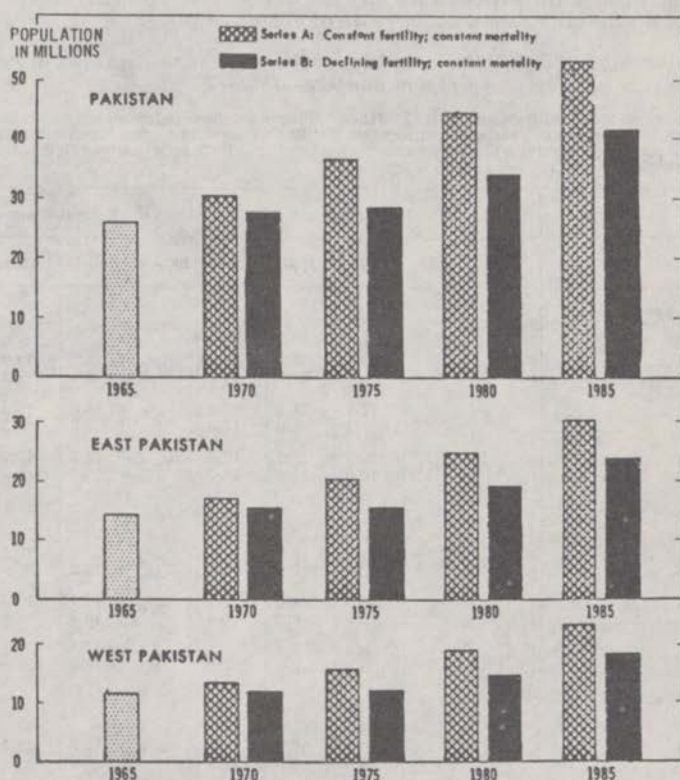 POPULATION
IN MILLIONS
Series A: Constant fertility; constant mortality
Series B: Declining fertility; constant mortality
50
PAKISTAN
40
30
20
10
0
1965 1970 1975 1980 1985
30
EAST PAKISTAN
20
10
0
1965 1970 1975 1980 1985
20
WEST PAKISTAN
10
0
1965 1970 1975 1980 1985